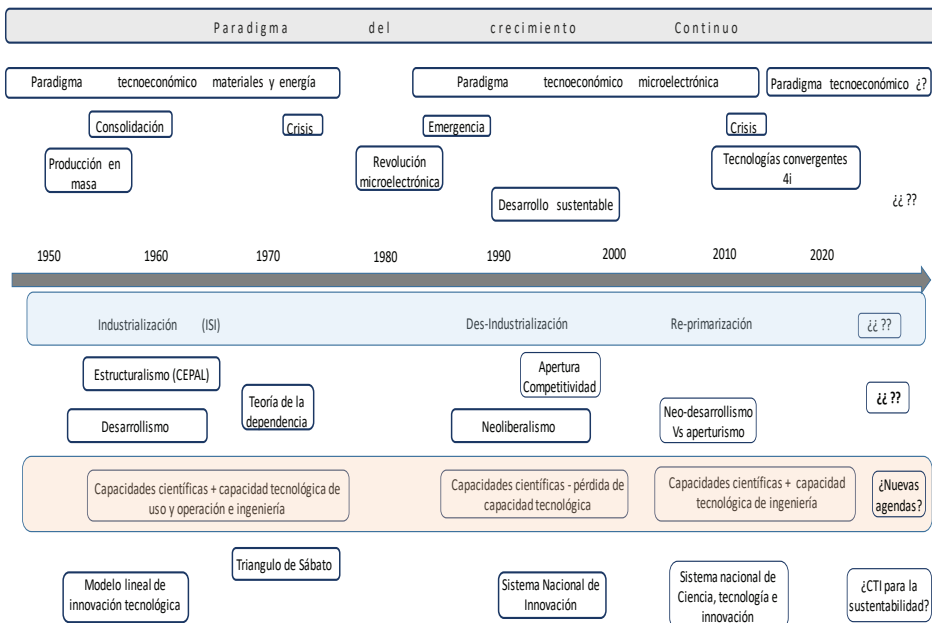 Paradigma del crecimiento Continuo
Paradigma tecnoeconómico materiales y energía
Paradigma tecnoeconómico microelectrónica
Paradigma tecnoeconómico ¿?
Consolidación
Crisis
Emergencia
Crisis
Producción en
masa
Revolución
microelectrónica
Tecnologías convergentes
4i
Desarrollo sustentable
¿¿ ??
1950 1960 1970 1980 1990 2000 2010 2020
Industrialización (ISI)
Des-Industrialización
Re-primarización
¿¿ ??
Estructuralismo (CEPAL)
Apertura
Competitividad
Teoría de la
dependencia
¿¿ ??
Desarrollismo
Neoliberalismo
Neo-desarrollismo
Vs aperturismo
Capacidades científicas + capacidad tecnológica de
uso y operación e ingeniería
Capacidades científicas - pérdida de
capacidad tecnológica
Capacidades científicas + capacidad
tecnológica de ingeniería
¿Nuevas
agendas?
Triangulo de Sábato
Modelo lineal de
innovación tecnológica
Sistema Nacional de
Innovación
Sistema nacional de
Ciencia, tecnología e
innovación
¿CTI para la
sustentabilidad?